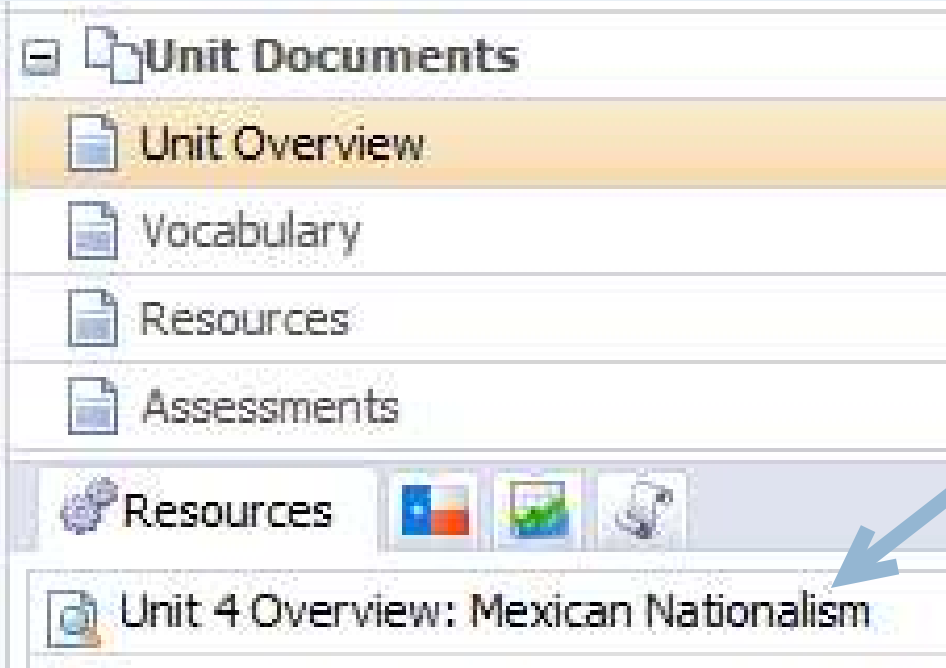 Unit Documents
Unit Overview
Vocabulary
Resources
Assessments
Resources
Unit 4 Overview: Mexican Nationalism